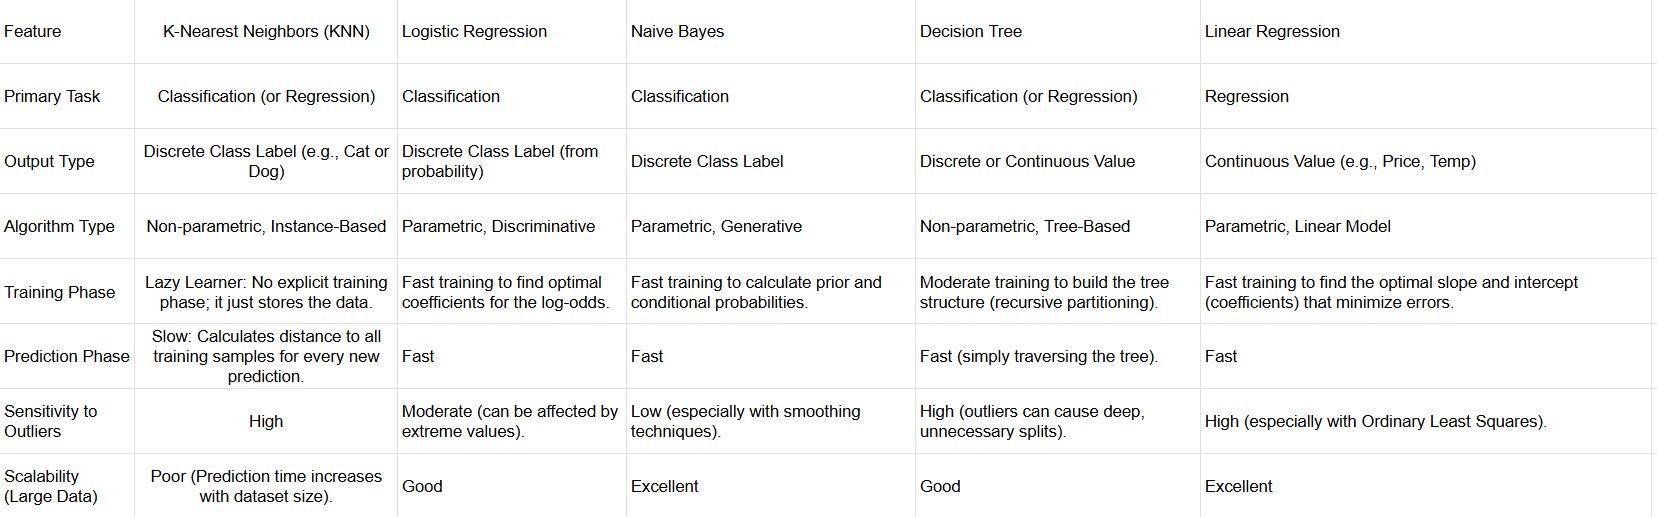 Feature
K-Nearest Neighbors (KNN)
Logistic Regression
Naive Bayes
Decision Tree
Linear Regression
Primary Task
Classification (or Regression)
Classification
Classification
Classification (or Regression)
Regression
Output Type
Discrete Class Label (e.g., Cat or
Dog)
Discrete Class Label (from
probability)
Discrete Class Label
Discrete or Continuous Value
Continuous Value (e.g., Price, Temp)
Algorithm Type
Non-parametric, Instance-Based
Parametric, Discriminative
Parametric, Generative
Non-parametric, Tree-Based
Parametric, Linear Model
Training Phase
Lazy Learner: No explicit training
phase; it just stores the data.
Fast training to find optimal
coefficients for the log-odds.
Fast training to calculate prior and
conditional probabilities.
Moderate training to build the tree
structure (recursive partitioning).
Fast training to find the optimal slope and intercept
(coefficients) that minimize errors.
Prediction Phase
Slow: Calculates distance to all
training samples for every new
prediction.
Fast
Fast
Fast (simply traversing the tree).
Fast
Sensitivity to
Outliers
High
Moderate (can be affected by
extreme values).
Low (especially with smoothing
techniques).
High (outliers can cause deep,
unnecessary splits).
High (especially with Ordinary Least Squares).
Scalability
(Large Data)
Poor (Prediction time increases
with dataset size).
Good
Excellent
Good
Excellent